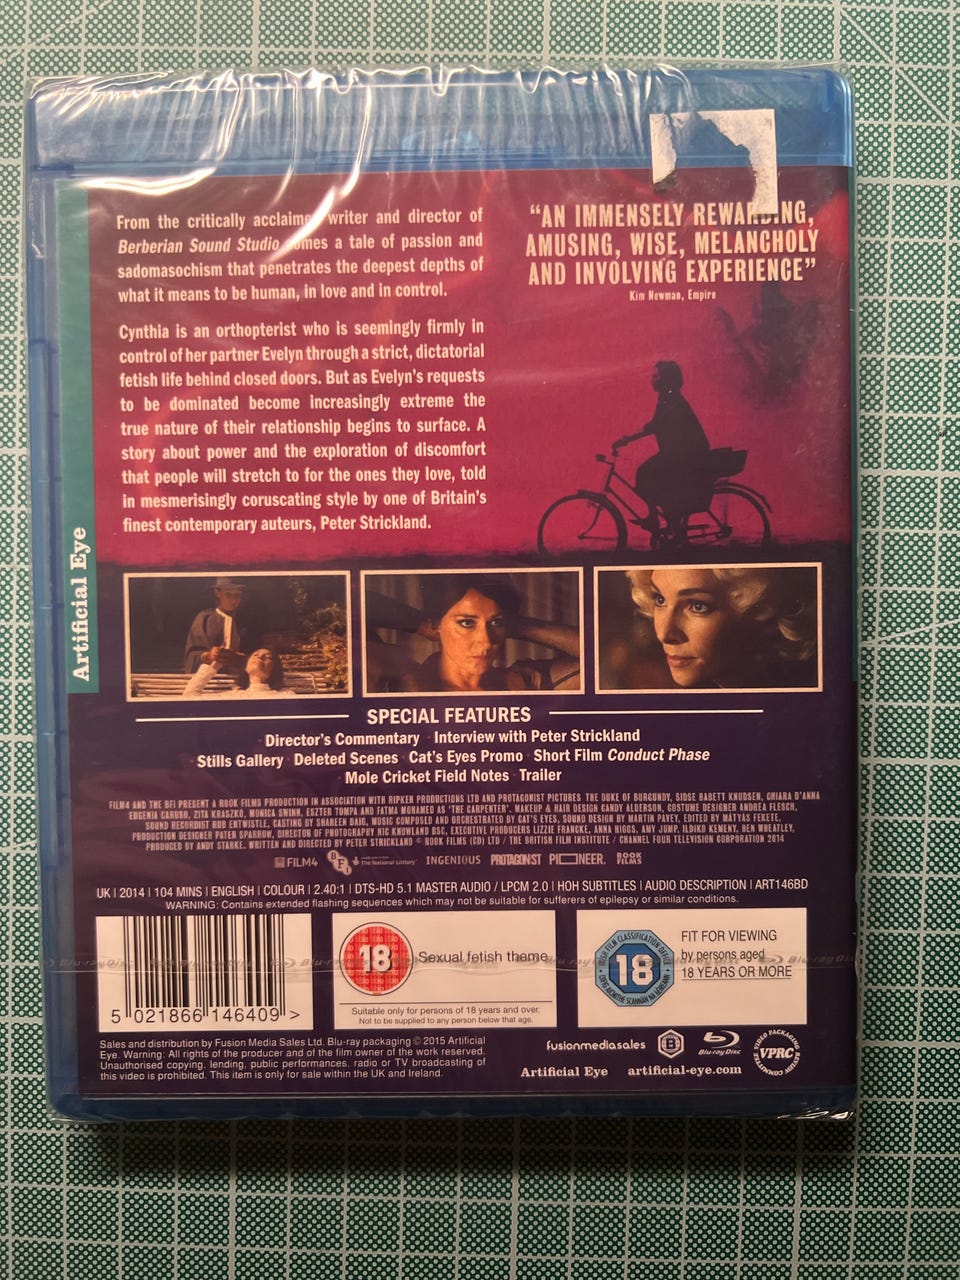 From the critically acclaimed writer and director of
Berberian Sound Studio comes a tale of passion and
sadomasochism that penetrates the deepest depths of
what it means to be human, in love and in control.
Cynthia is an orthopterist who is seemingly firmly in
control of her partner Evelyn through a strict, dictatorial
fetish life behind closed doors. But as Evelyn's requests
to be dominated become increasingly extreme the
true nature of their relationship begins to surface. A
story about power and the exploration of discomfort
that people will stretch to for the ones they love, told
in mesmerisingly coruscating style by one of Britain's
finest contemporary auteurs, Peter Strickland.
“AN IMMENSELY REWARDING,
AMUSING, WISE, MELANCHOLY
AND INVOLVING EXPERIENCE”
Kim Newman, Empire
Artificial Eye
SPECIAL FEATURES
Director's Commentary · Interview with Peter Strickland
Stills Gallery · Deleted Scenes · Cat's Eyes Promo · Short Film Conduct Phase
Mole Cricket Field Notes · Trailer
FILM4 AND THE BFI PRESENT A ROOK FILMS PRODUCTION IN ASSOCIATION WITH RIPKEN PRODUCTIONS LTD AND PROTAGONIST PICTURES THE DUKE OF BURGUNDY, SIDSE BABETT KNUDSEN, CHIARA D'ANNA
EUGENIA CARUSO, ZITA KRASZKO, MONICA SWINN, ESZTER TOMPA AND FATMA MOHAMED AS 'THE CARPENTER'. MAKEUP & HAIR DESIGN CANDY ALDERSON, COSTUME DESIGNER ANDREA FLESCH,
SOUND RECORDIST ROB ENTWISTLE, CASTING BY SHAHEEN BAIG, MUSIC COMPOSED AND ORCHESTRATED BY CAT'S EYES, SOUND DESIGN BY MARTIN PAVEY, EDITED BY MATYAS FEKETE,
PRODUCTION DESIGNER PATER SPARROW, DIRECTOR OF PHOTOGRAPHY NIC KNOWLAND BSC, EXECUTIVE PRODUCERS LIZZIE FRANCKE, ANNA HIGGS, AMY JUMP, ILDIKO KEMENY, BEN WHEATLEY,
PRODUCED BY ANDY STARKE. WRITTEN AND DIRECTED BY PETER STRICKLAND © ROOK FILMS (CD) LTD / THE BRITISH FILM INSTITUTE / CHANNEL FOUR TELEVISION CORPORATION 2014
FILM4 BFI The National Lottery INGENIOUS PROTAGONIST PIONEER. ROOK FILMS
UK | 2014 | 104 MINS | ENGLISH | COLOUR | 2.40:1 | DTS-HD 5.1 MASTER AUDIO / LPCM 2.0 | HOH SUBTITLES | AUDIO DESCRIPTION | ART146BD
WARNING: Contains extended flashing sequences which may not be suitable for sufferers of epilepsy or similar conditions.
5 021866 146409 >
18
Sexual fetish theme
Suitable only for persons of 18 years and over.
Not to be supplied to any person below that age.
18
FIT FOR VIEWING
by persons aged
18 YEARS OR MORE
Sales and distribution by Fusion Media Sales Ltd. Blu-ray packaging © 2015 Artificial
Eye. Warning: All rights of the producer and of the film owner of the work reserved.
Unauthorised copying, lending, public performances, radio or TV broadcasting of
this video is prohibited. This item is only for sale within the UK and Ireland.
fusionmediasales
B
Blu-ray Disc
VIDEO PACKAGING REVIEW COMMITTEE
VPRC
Artificial Eye
artificial-eye.com